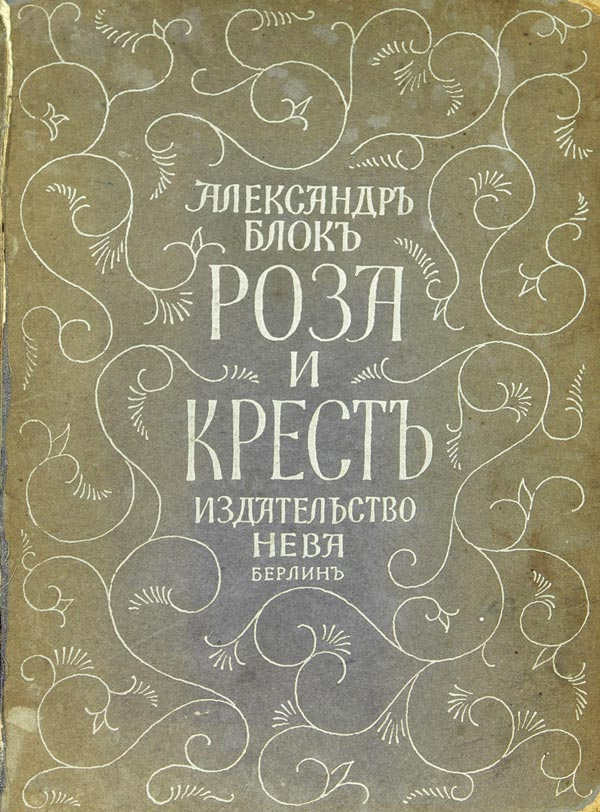 АЛЕКСАНДРЪ
БЛОКЪ
РОЗА
И
КРЕСТЪ
ИЗДАТЕЛЬСТВО
НЕВА
БЕРЛИНЪ